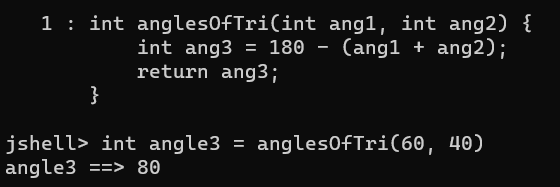 1 : int anglesOfTri(int ang1, int ang2) {
int ang3 = 180 - (ang1 + ang2);
return ang3;
}
jshell> int angle3 = anglesOfTri(60, 40)
angle3 ==> 80